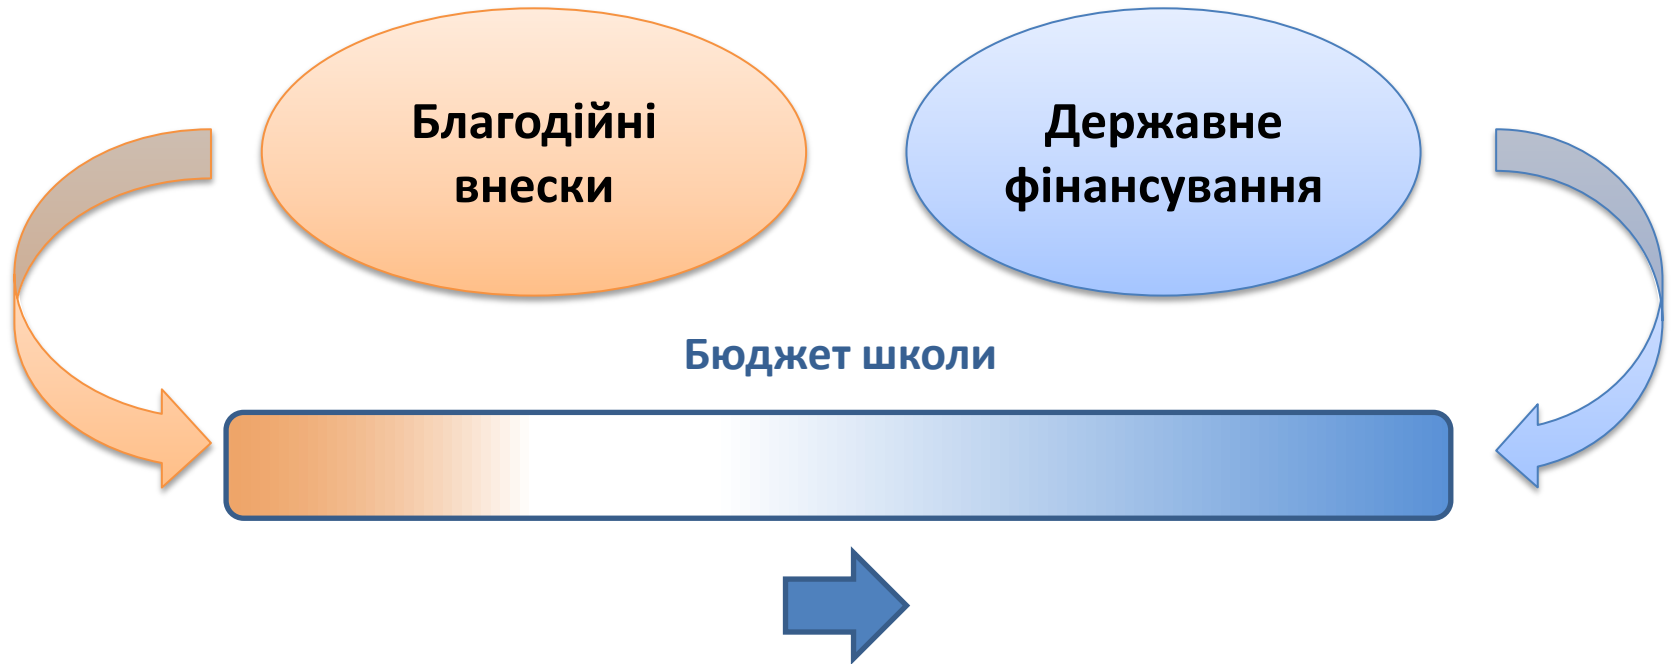 Благодійні
внески
Державне
фінансування
Бюджет школи